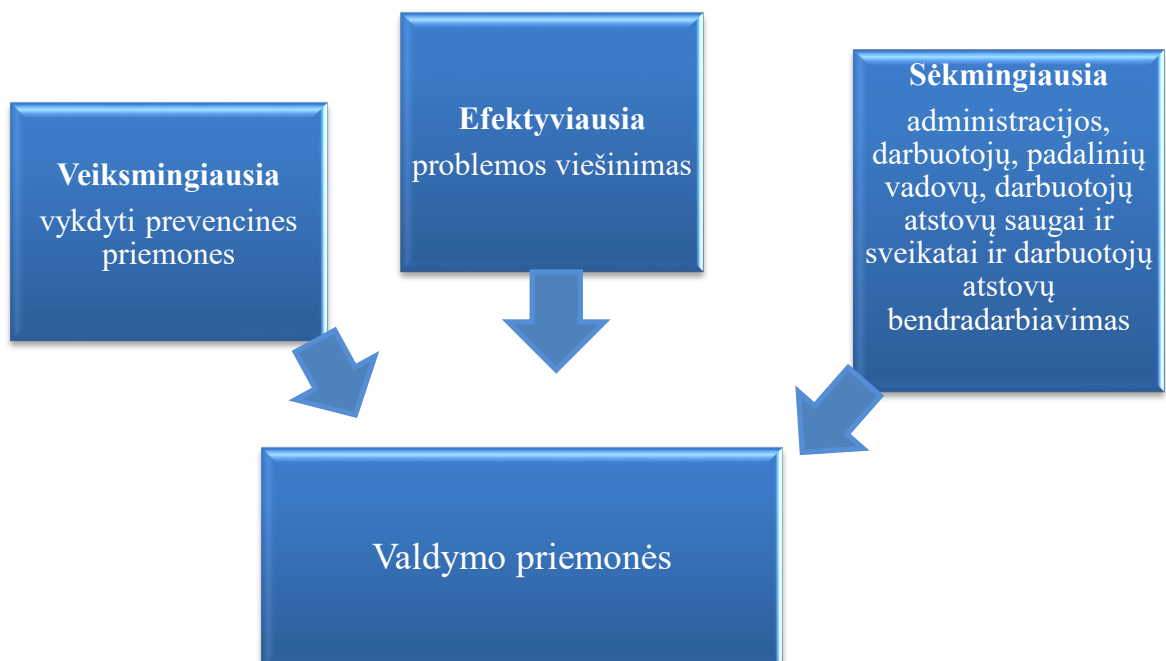 Veiksmingiausia
vykdyti prevencines
priemones
Efektyviausia
problemos viešinimas
Sėkmingiausia
administracijos,
darbuotojų, padalinių
vadovų, darbuotojų
atstovų saugai ir
sveikatai ir darbuotojų
atstovų
bendradarbiavimas
Valdymo priemonės